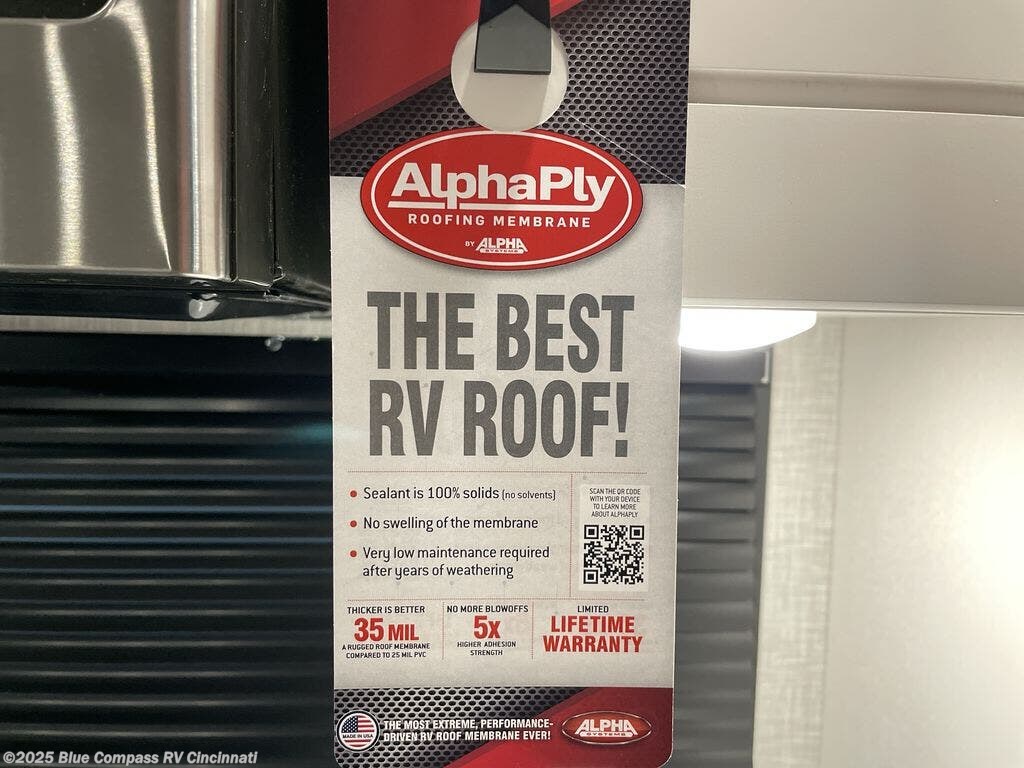 AlphaPly
ROOFING MEMBRANE
BY ALPHA
SYSTEMS
THE BEST
RV ROOF!
• Sealant is 100% solids (no solvents)
• No swelling of the membrane
• Very low maintenance required
after years of weathering
SCAN THE QR CODE
WITH YOUR DEVICE
TO LEARN MORE
ABOUT ALPHAPLY
THICKER IS BETTER
35 MIL
A RUGGED ROOF MEMBRANE
COMPARED TO 25 MIL PVC
NO MORE BLOWOFFS
5X
HIGHER ADHESION
STRENGTH
LIMITED
LIFETIME
WARRANTY
MADE IN USA
THE MOST EXTREME, PERFORMANCE-
DRIVEN RV ROOF MEMBRANE EVER!
ALPHA
SYSTEMS
©2025 Blue Compass RV Cincinnati